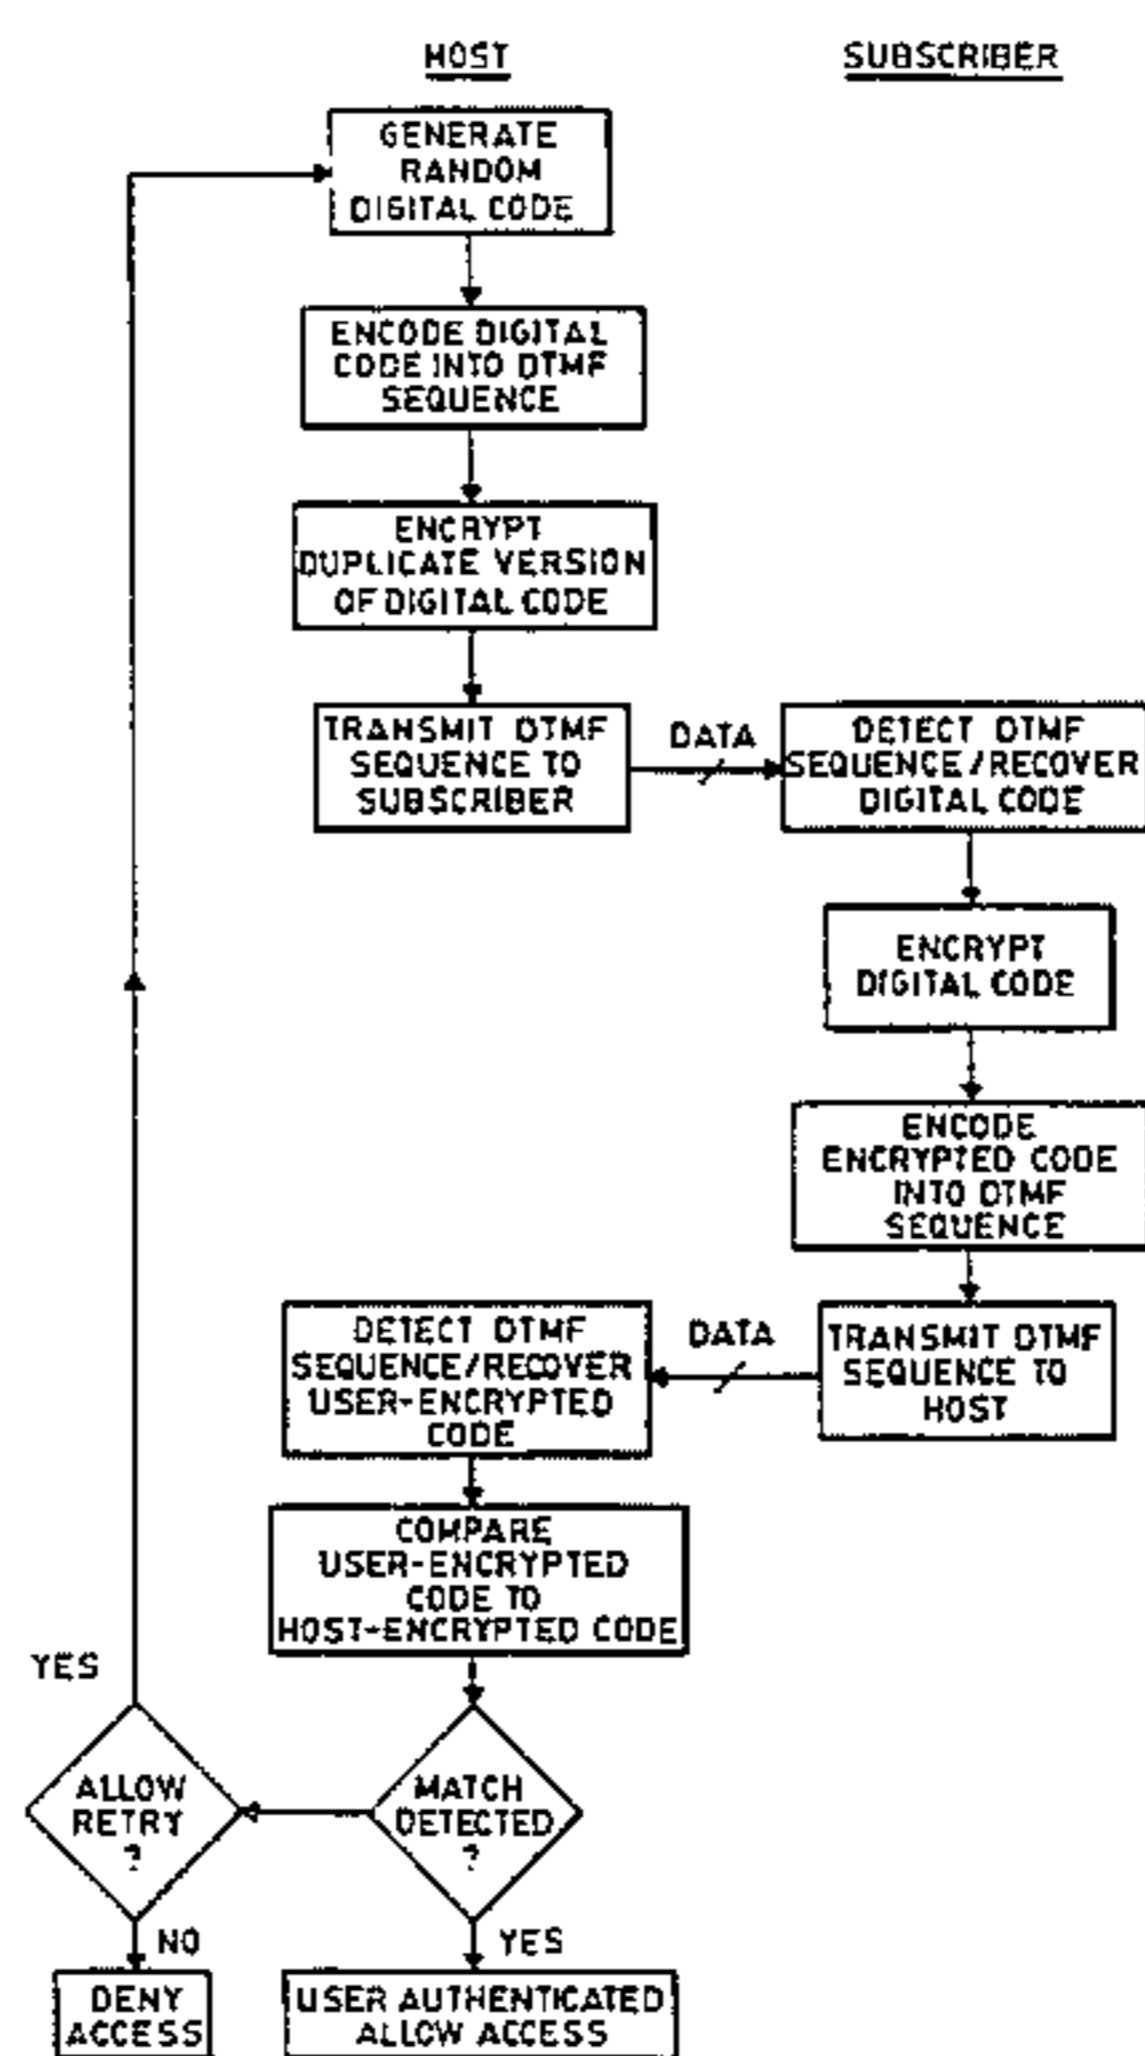 HOST
SUBSCRIBER
GENERATE
RANDOM
DIGITAL CODE
ENCODE DIGITAL
CODE INTO DTMF
SEQUENCE
ENCRYPT
DUPLICATE VERSION
OF DIGITAL CODE
TRANSMIT DTMF
SEQUENCE TO
SUBSCRIBER
DATA
DETECT DTMF
SEQUENCE/RECOVER
DIGITAL CODE
ENCRYPT
DIGITAL CODE
ENCODE
ENCRYPTED CODE
INTO DTMF
SEQUENCE
TRANSMIT DTMF
SEQUENCE TO
HOST
DATA
DETECT DTMF
SEQUENCE/RECOVER
USER-ENCRYPTED
CODE
COMPARE
USER-ENCRYPTED
CODE TO
HOST-ENCRYPTED CODE
MATCH
DETECTED
?
YES
USER AUTHENTICATED
ALLOW ACCESS
ALLOW
RETRY
?
YES
NO
DENY
ACCESS